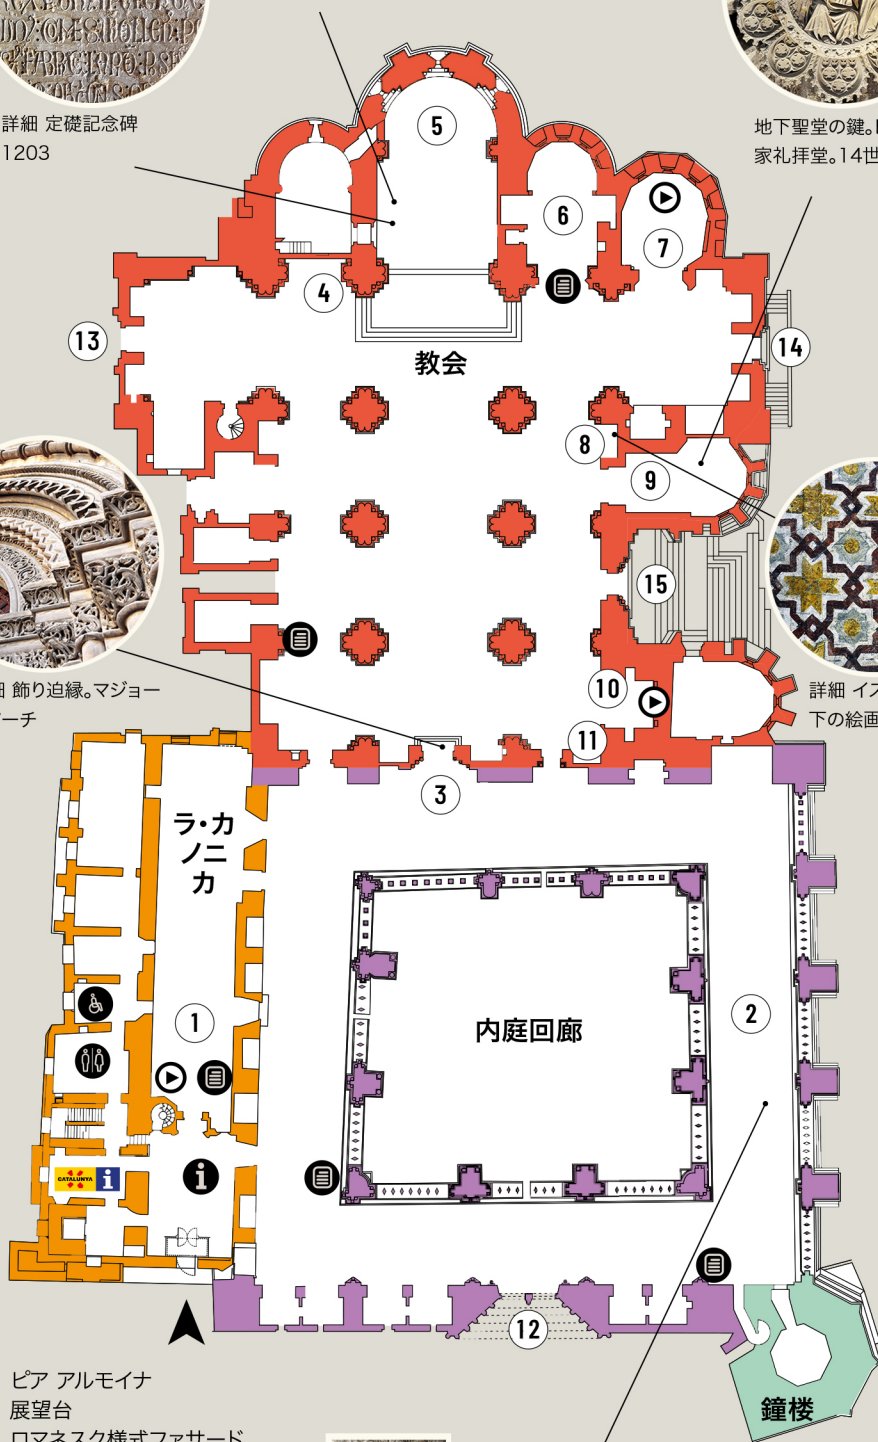 詳細 定礎記念碑
1203
地下聖堂の鍵。
家礼拝堂。14世
5
6
7
4
13
14
教会
8
9
15
飾り迫縁。マジョー
アーチ
10
詳細 イス
下の絵画
11
3
ラ・カ
ノニ
カ
1
2
内庭回廊
CATALUNYA i
i
12
ピア アルモイナ
展望台
ロマネスク様式ファサード
鐘楼